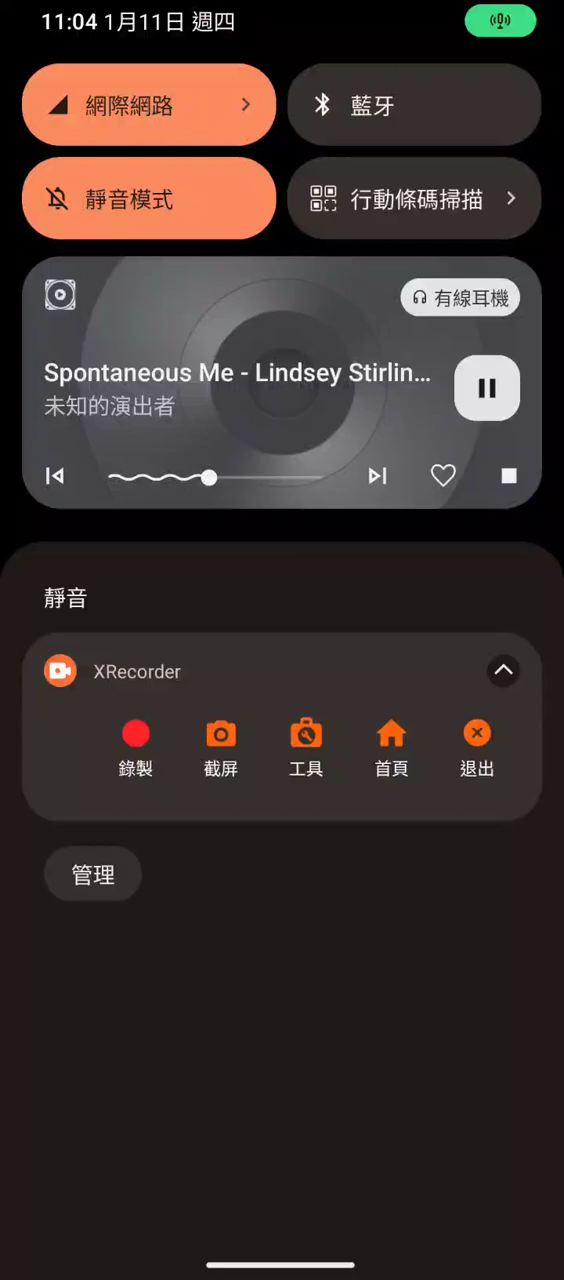 11:04 1月11日 週四
網際網路
藍牙
靜音模式
行動條碼掃描
有線耳機
Spontaneous Me - Lindsey Stirlin…
未知的演出者
靜音
XRecorder
錄製
截屏
工具
首頁
退出
管理